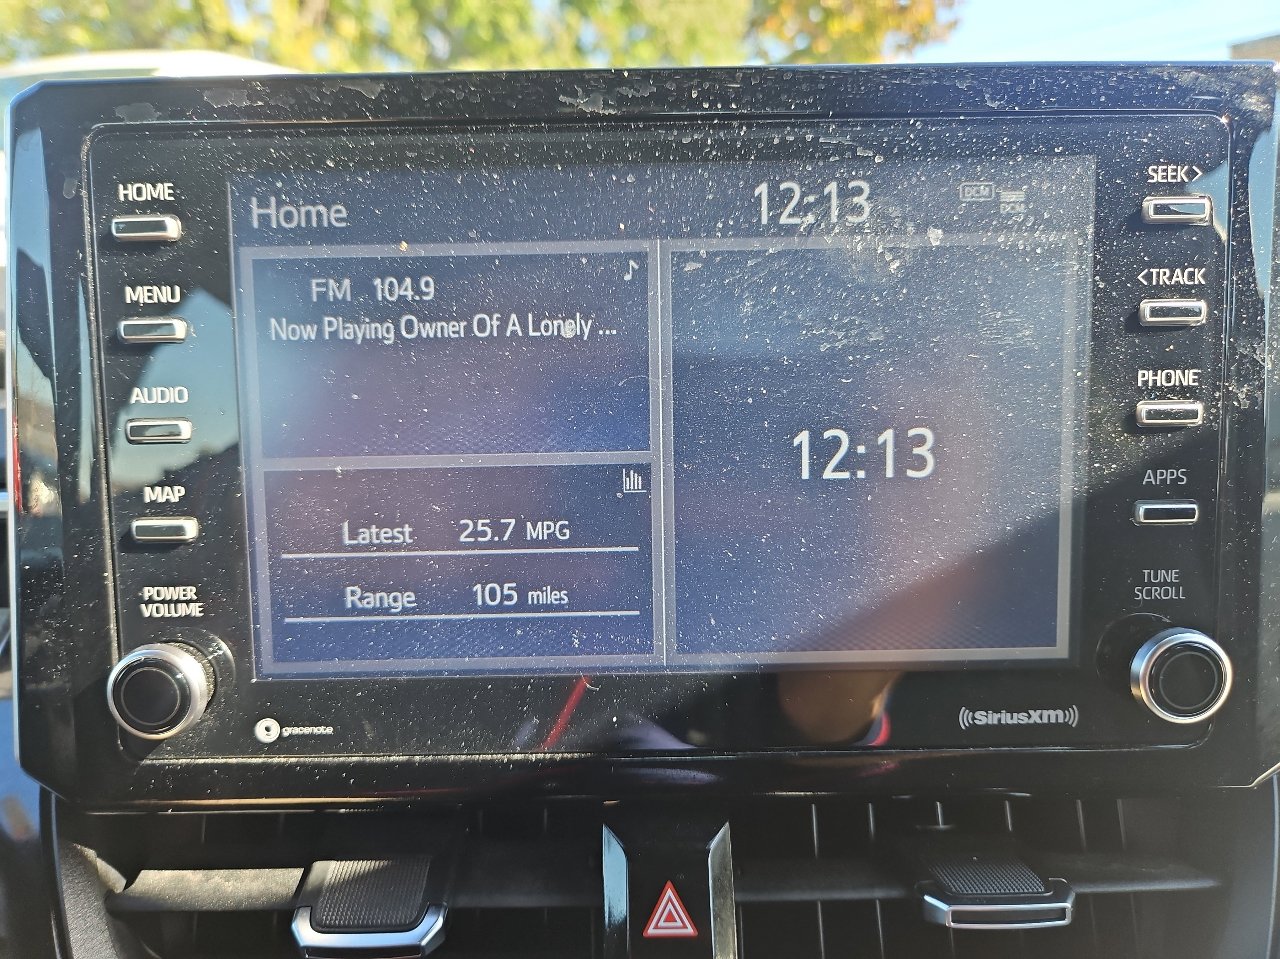 HOME
MENU
AUDIO
MAP
POWER
VOLUME
Home
12:13
DCM
FM 104.9
Now Playing Owner Of A Lonely ...
Latest 25.7 MPG
Range 105 miles
12:13
SEEK>
<TRACK
PHONE
APPS
TUNE
SCROLL
gracenote
((SiriusXM))